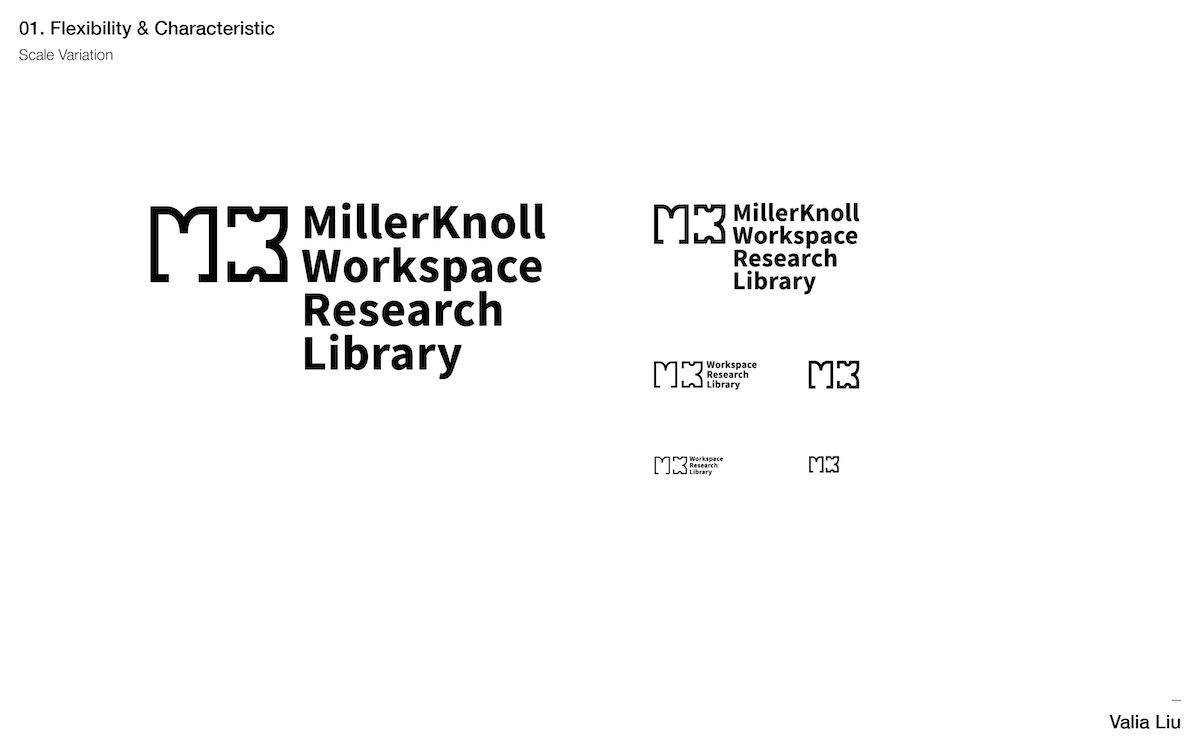 01. Flexibility & Characteristic
Scale Variation
MillerKnoll
Workspace
Research
Library
MillerKnoll
Workspace
Research
Library
Workspace
Research
Library
Workspace
Research
Library
Valia Liu